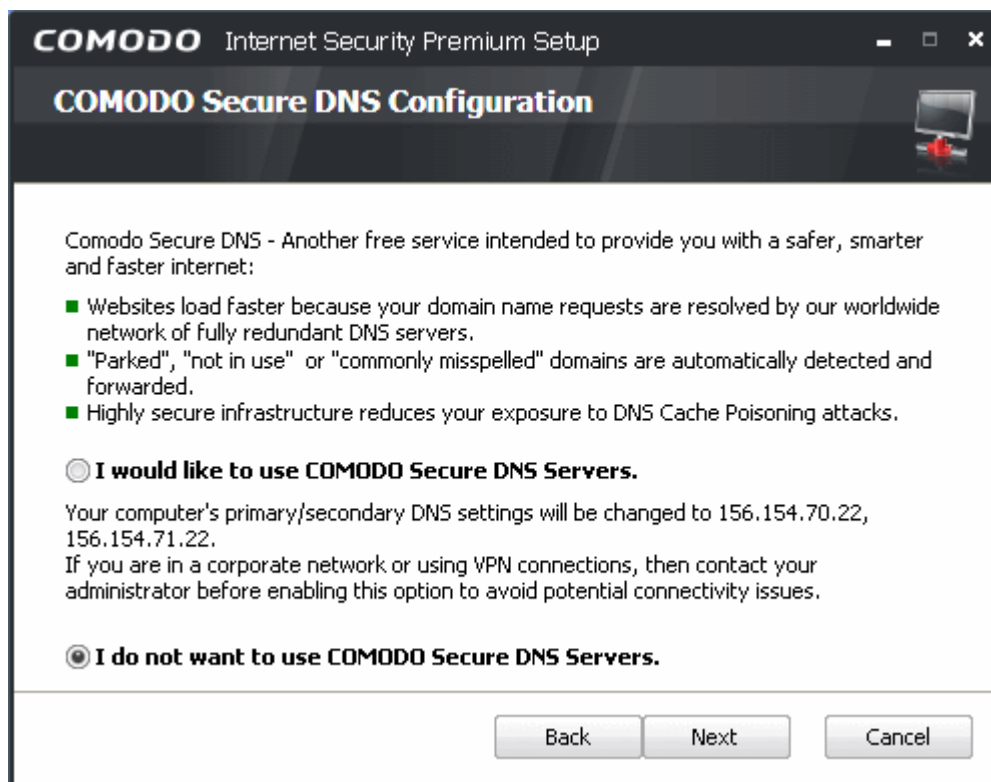 COMODO Internet Security Premium Setup
COMODO Secure DNS Configuration
Comodo Secure DNS - Another free service intended to provide you with a safer, smarter
and faster internet:
Websites load faster because your domain name requests are resolved by our worldwide
network of fully redundant DNS servers.
"Parked", "not in use" or "commonly misspelled" domains are automatically detected and
forwarded.
Highly secure infrastructure reduces your exposure to DNS Cache Poisoning attacks.
I would like to use COMODO Secure DNS Servers.
Your computer's primary/secondary DNS settings will be changed to 156.154.70.22,
156.154.71.22.
If you are in a corporate network or using VPN connections, then contact your
administrator before enabling this option to avoid potential connectivity issues.
I do not want to use COMODO Secure DNS Servers.
Back Next Cancel